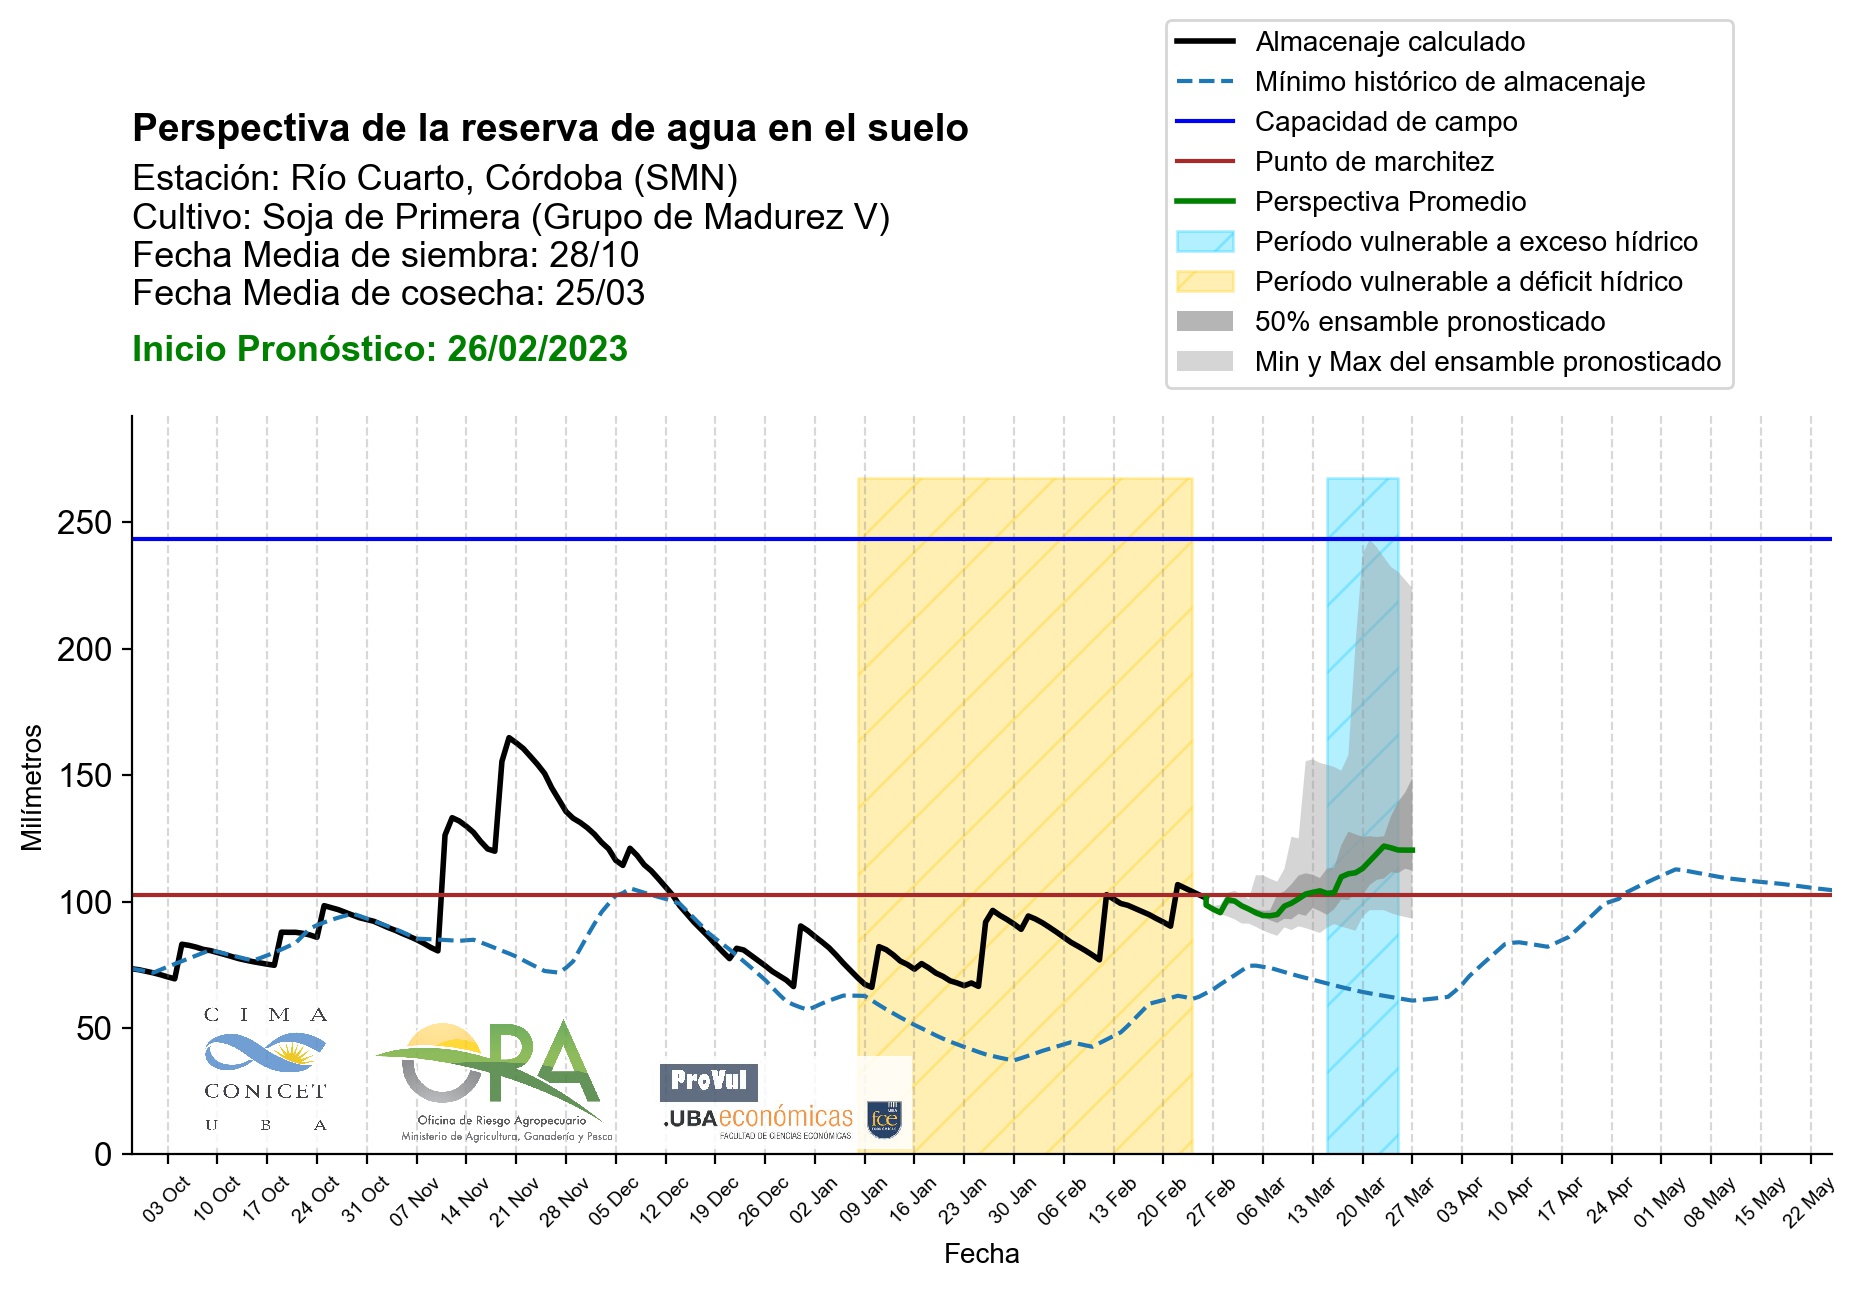 Almacenaje calculado
Mínimo histórico de almacenaje
Capacidad de campo
Punto de marchitez
Perspectiva Promedio
Período vulnerable a exceso hídrico
Período vulnerable a déficit hídrico
50% ensamble pronosticado
Min y Max del ensamble pronosticado
Perspectiva de la reserva de agua en el suelo
Estación: Río Cuarto, Córdoba (SMN)
Cultivo: Soja de Primera (Grupo de Madurez V)
Fecha Media de siembra: 28/10
Fecha Media de cosecha: 25/03
Inicio Pronóstico: 26/02/2023
Milímetros
250
200
150
100
50
0
CIMA
CONICET
UBA
ORA
Oficina de Riesgo Agropecuario
Ministerio de Agricultura, Ganadería y Pesca
ProVul
.UBAeconómicas
FACULTAD DE CIENCIAS ECONÓMICAS
fce
03 Oct 10 Oct 17 Oct 24 Oct 31 Oct 07 Nov 14 Nov 21 Nov 28 Nov 05 Dec 12 Dec 19 Dec 26 Dec 02 Jan 09 Jan 16 Jan 23 Jan 30 Jan 06 Feb 13 Feb 20 Feb 27 Feb 06 Mar 13 Mar 20 Mar 27 Mar 03 Apr 10 Apr 17 Apr 24 Apr 01 May 08 May 15 May 22 May
Fecha